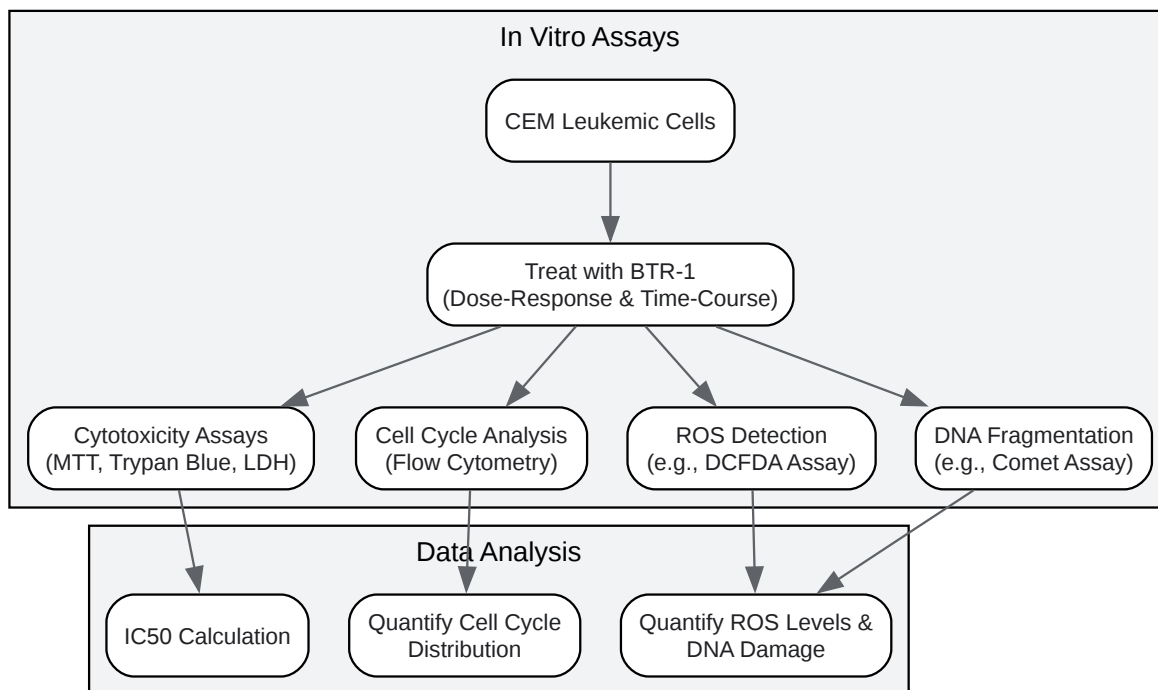 In Vitro Assays
CEM Leukemic Cells
Treat with BTR-1
(Dose-Response & Time-Course)
Cytotoxicity Assays
(MTT, Trypan Blue, LDH)
Cell Cycle Analysis
(Flow Cytometry)
ROS Detection
(e.g., DCFDA Assay)
DNA Fragmentation
(e.g., Comet Assay)
Data Analysis
IC50 Calculation
Quantify Cell Cycle
Distribution
Quantify ROS Levels &
DNA Damage